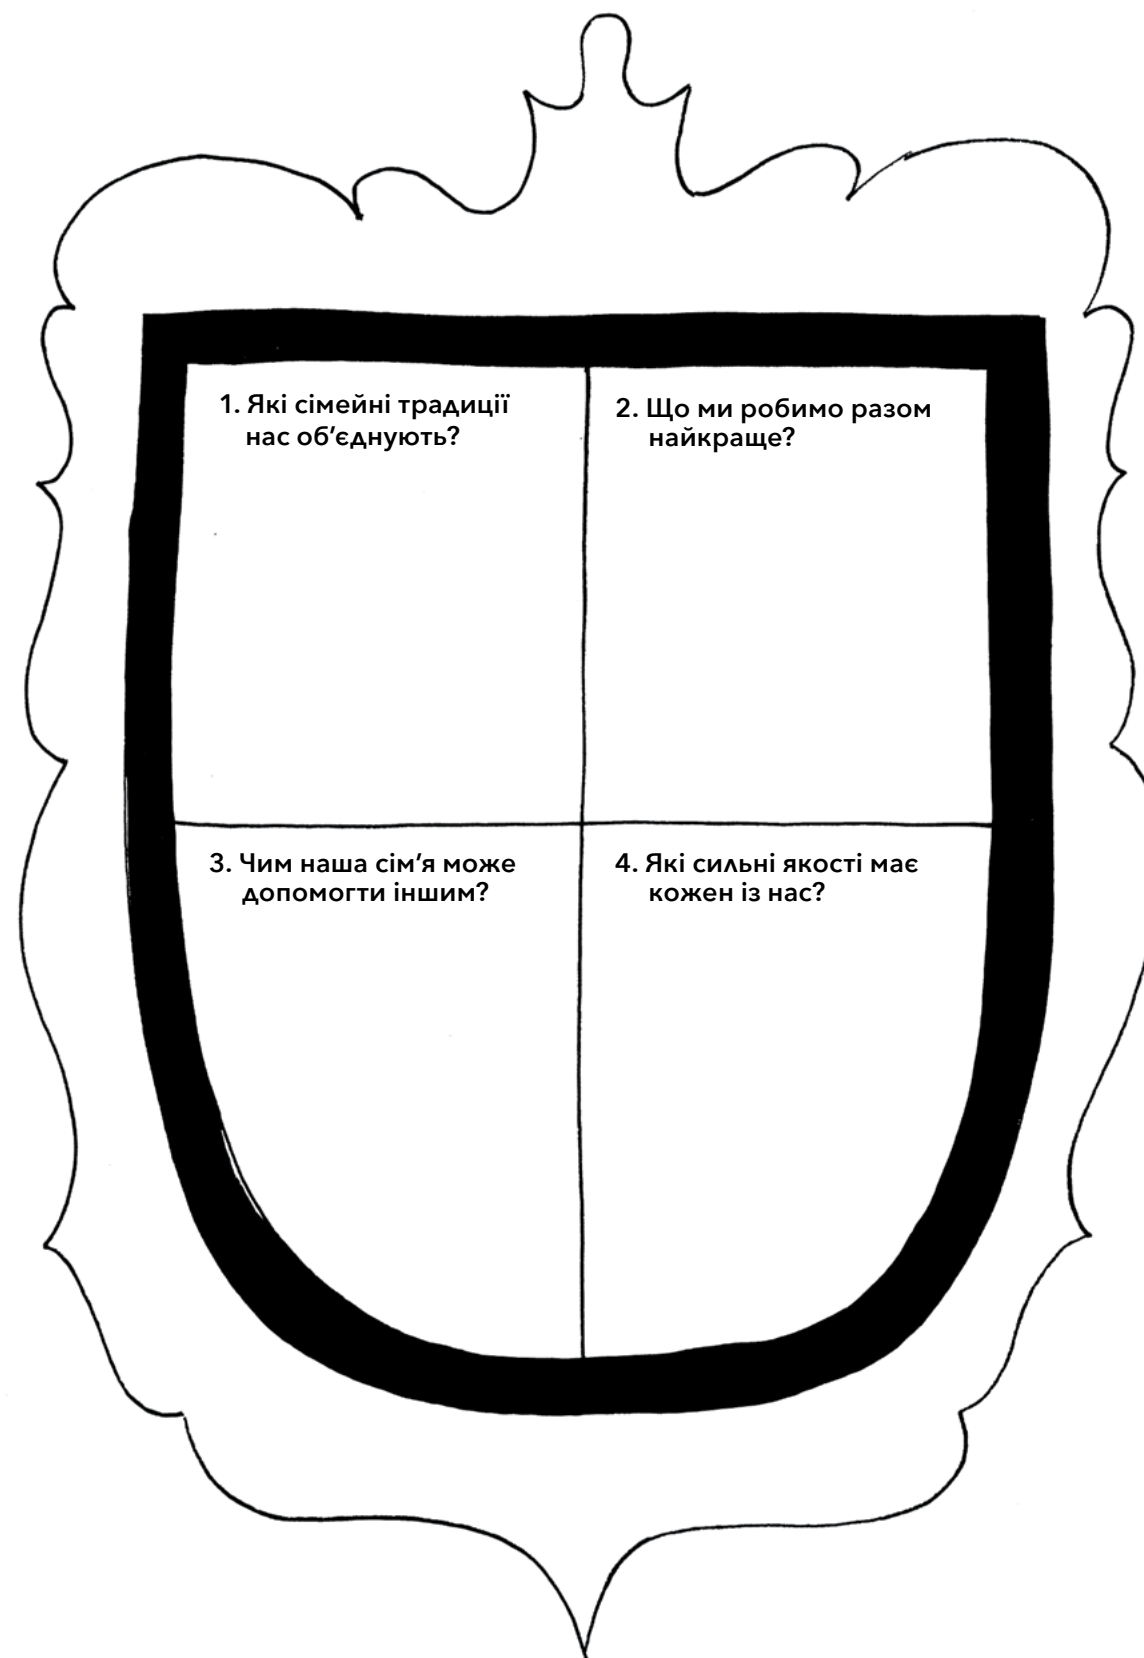 1. Які сімейні традиції
нас об’єднують?
2. Що ми робимо разом
найкраще?
3. Чим наша сім’я може
допомогти іншим?
4. Які сильні якості має
кожен із нас?